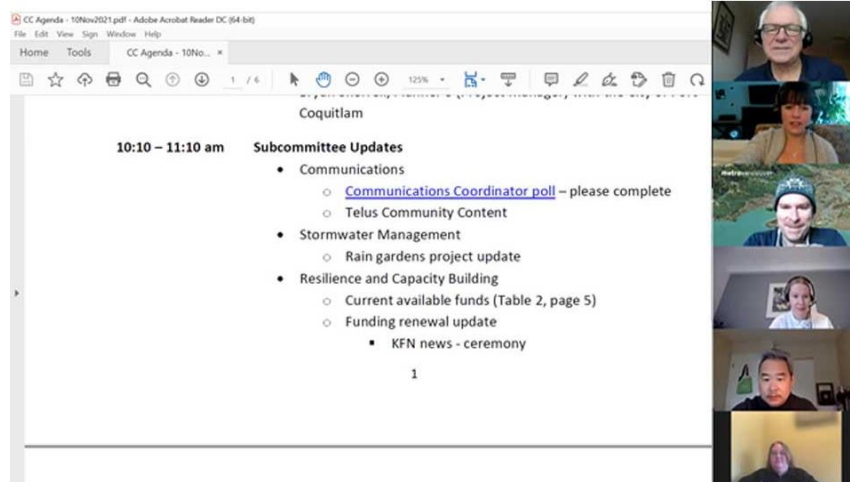 CC Agenda - 10Nov2021.pdf - Adobe Acrobat Reader DC (64-bit)
File Edit View Sign Window Help
Home Tools CC Agenda - 10No... ×
1 / 6 125%
Coquitlam
10:10 – 11:10 am Subcommittee Updates
• Communications
○ Communications Coordinator poll – please complete
○ Telus Community Content
• Stormwater Management
○ Rain gardens project update
• Resilience and Capacity Building
○ Current available funds (Table 2, page 5)
○ Funding renewal update
▪ KFN news - ceremony
1
metrovancouver